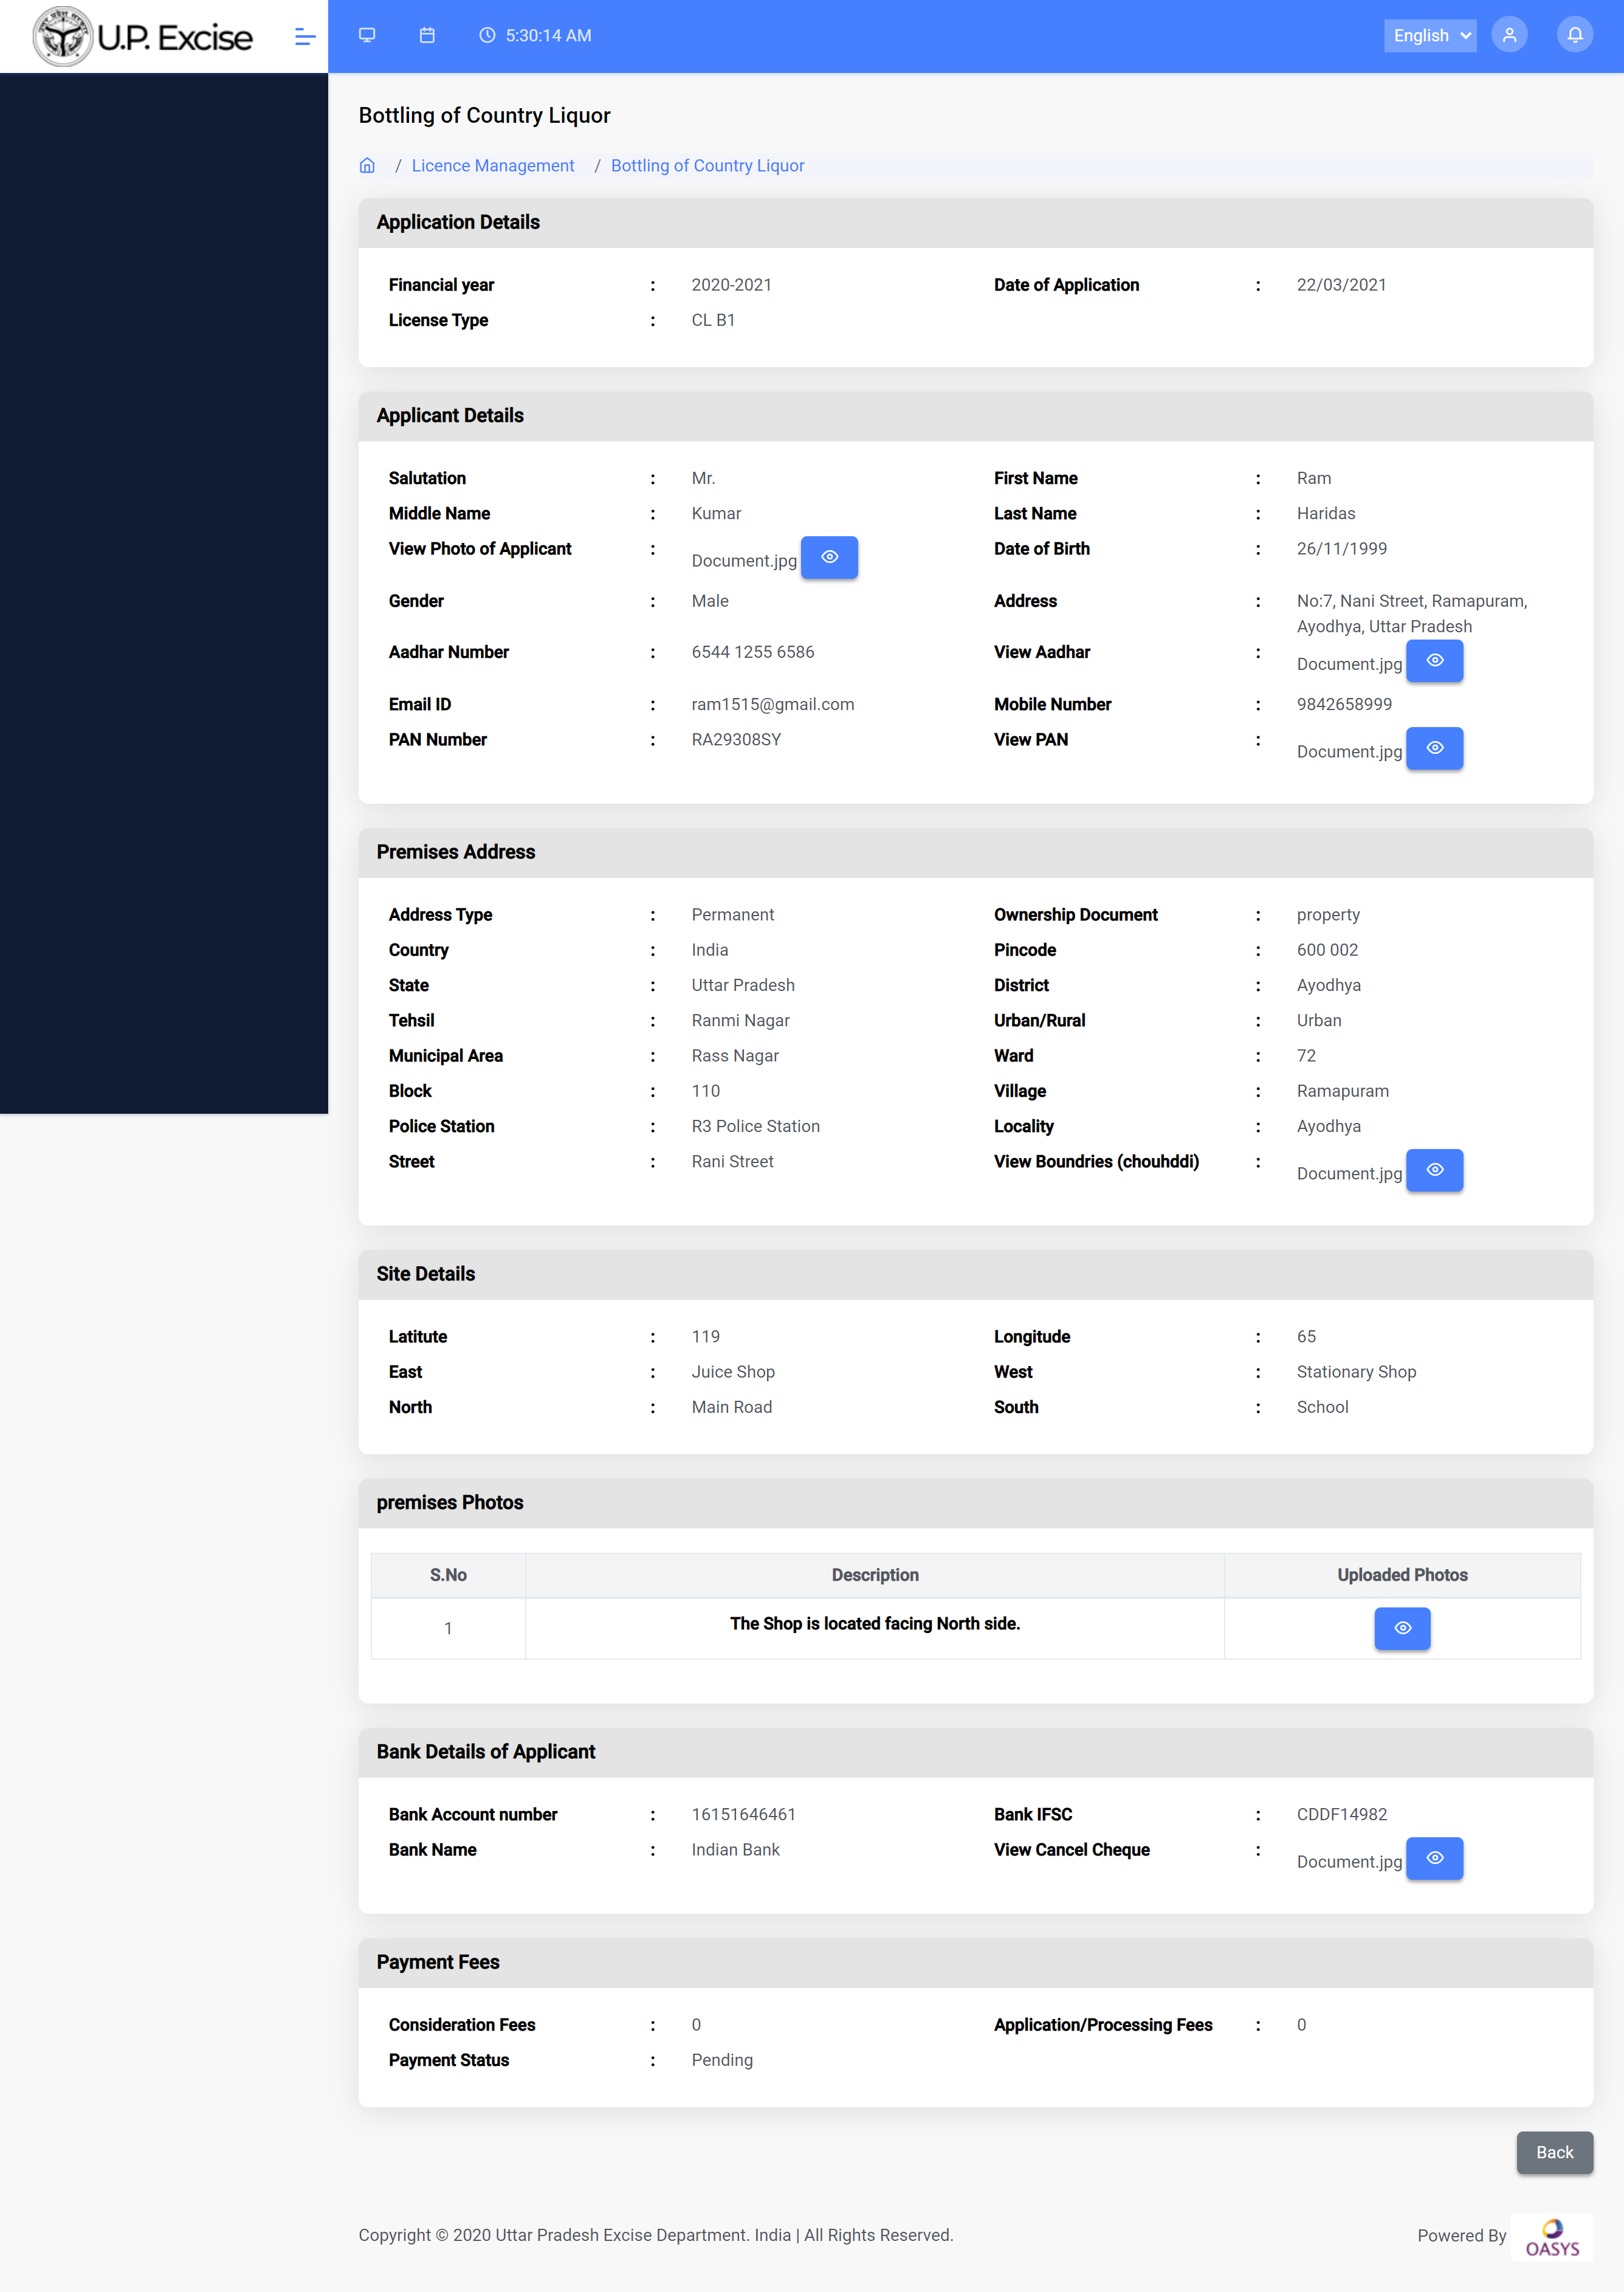 U.P. Excise
5:30:14 AM
English
Bottling of Country Liquor
/ Licence Management / Bottling of Country Liquor
Application Details
Financial year : 2020-2021 Date of Application : 22/03/2021
License Type : CL B1
Applicant Details
Salutation : Mr. First Name : Ram
Middle Name : Kumar Last Name : Haridas
View Photo of Applicant : Document.jpg Date of Birth : 26/11/1999
Gender : Male Address : No:7, Nani Street, Ramapuram,
Ayodhya, Uttar Pradesh
Aadhar Number : 6544 1255 6586 View Aadhar : Document.jpg
Email ID : ram1515@gmail.com Mobile Number : 9842658999
PAN Number : RA29308SY View PAN : Document.jpg
Premises Address
Address Type : Permanent Ownership Document : property
Country : India Pincode : 600 002
State : Uttar Pradesh District : Ayodhya
Tehsil : Ranmi Nagar Urban/Rural : Urban
Municipal Area : Rass Nagar Ward : 72
Block : 110 Village : Ramapuram
Police Station : R3 Police Station Locality : Ayodhya
Street : Rani Street View Boundries (chouhddi) : Document.jpg
Site Details
Latitute : 119 Longitude : 65
East : Juice Shop West : Stationary Shop
North : Main Road South : School
premises Photos
S.No Description Uploaded Photos
1 The Shop is located facing North side.
Bank Details of Applicant
Bank Account number : 16151646461 Bank IFSC : CDDF14982
Bank Name : Indian Bank View Cancel Cheque : Document.jpg
Payment Fees
Consideration Fees : 0 Application/Processing Fees : 0
Payment Status : Pending
Back
Copyright © 2020 Uttar Pradesh Excise Department. India | All Rights Reserved. Powered By OASYS